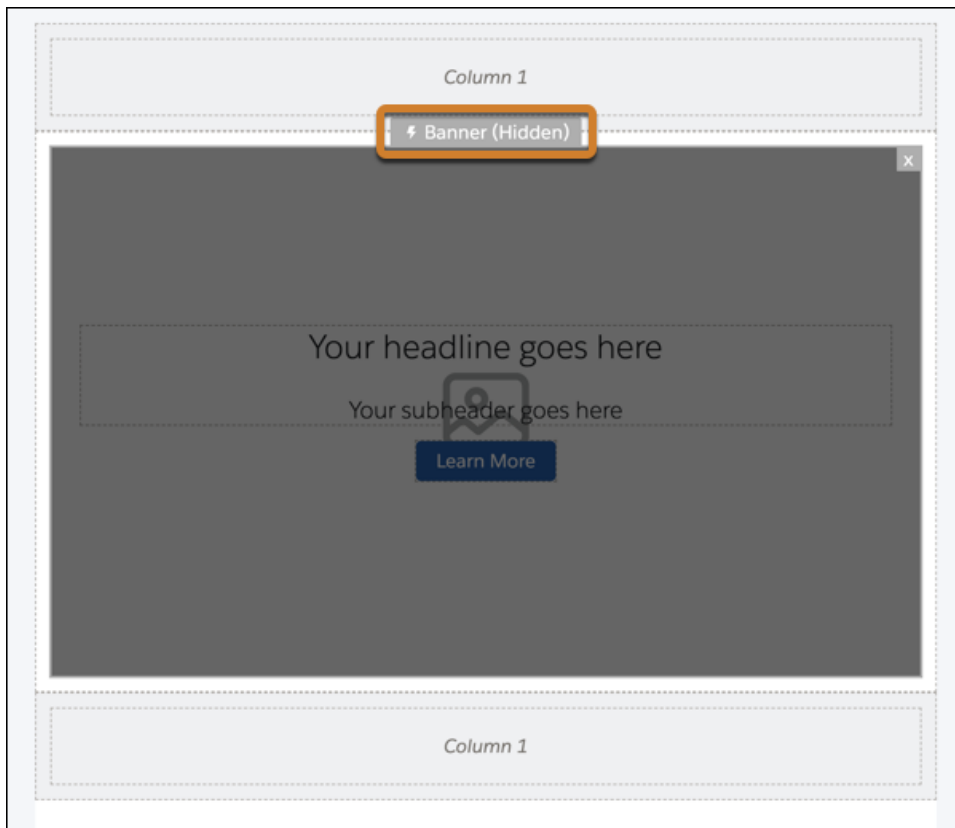 Column 1
Banner (Hidden)
x
Your headline goes here
Your subheader goes here
Learn More
Column 1